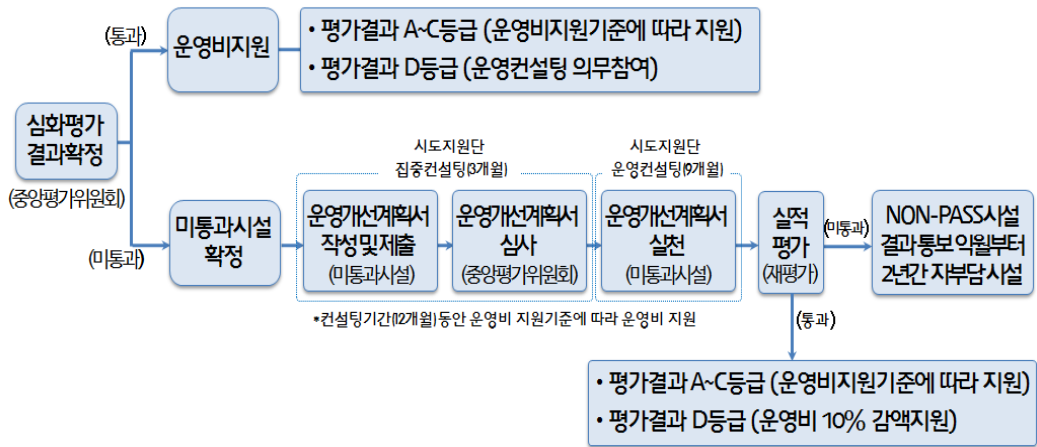 심화평가
결과확정
(중앙평가위원회)
(통과)
운영비지원
• 평가결과 A~C등급 (운영비지원기준에 따라 지원)
• 평가결과 D등급 (운영컨설팅 의무참여)
(미통과)
미통과시설
확정
시도지원단
집중컨설팅(3개월)
운영개선계획서
작성 및 제출
(미통과시설)
운영개선계획서
심사
(중앙평가위원회)
시도지원단
운영컨설팅(9개월)
운영개선계획서
실천
(미통과시설)
*컨설팅기간(12개월)동안 운영비 지원기준에 따라 운영비 지원
실적
평가
(재평가)
(미통과)
NON-PASS시설
결과 통보 익월부터
2년간 자부담 시설
(통과)
• 평가결과 A~C등급 (운영비지원기준에 따라 지원)
• 평가결과 D등급 (운영비 10% 감액지원)